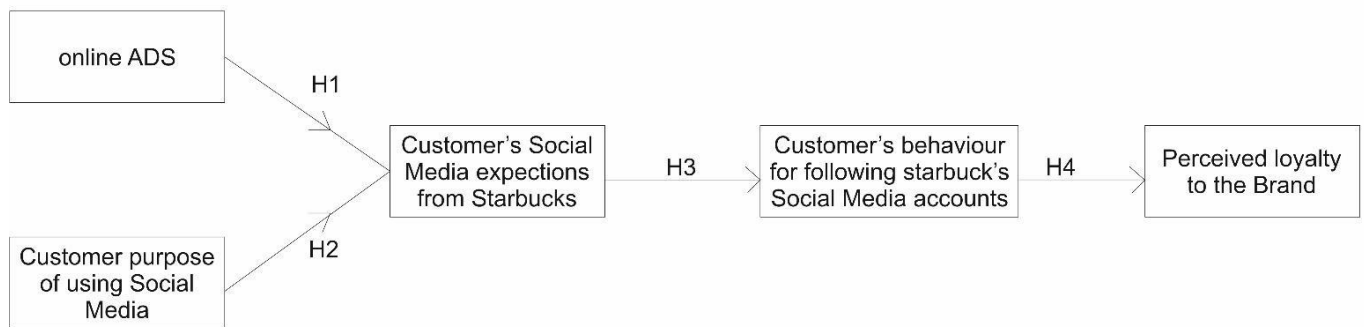 online ADS
H1
Customer's Social
Media expections
from Starbucks
H3
Customer's behaviour
for following starbuck's
Social Media accounts
H4
Perceived loyalty
to the Brand
H2
Customer purpose
of using Social
Media